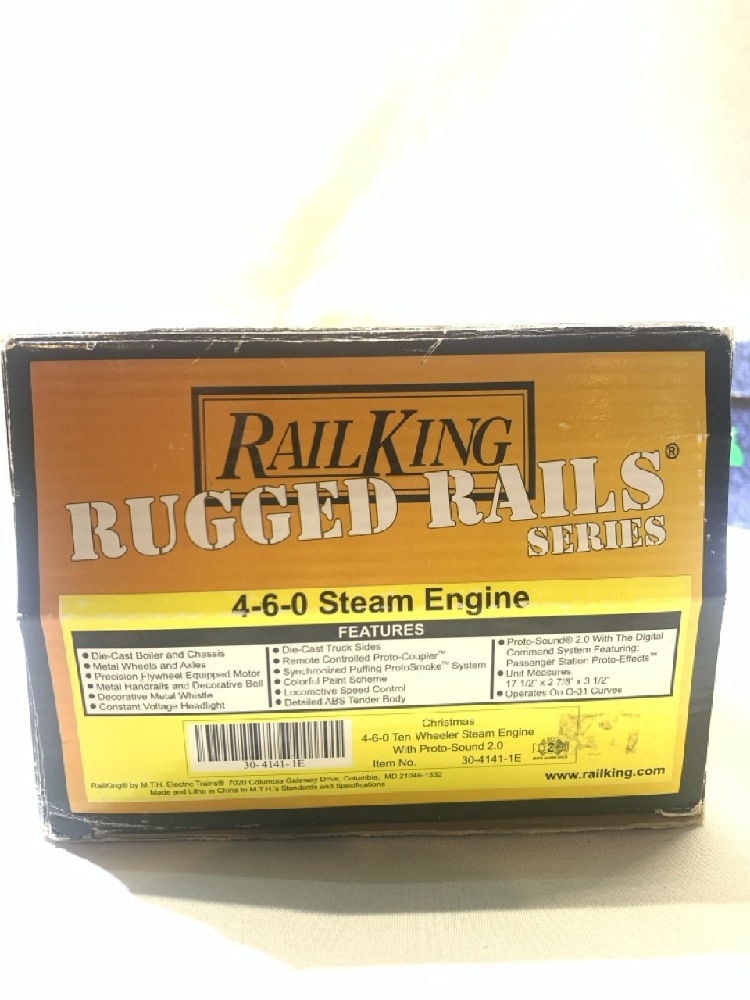 RAILKING
RUGGED RAILS®
SERIES
4-6-0 Steam Engine
FEATURES
• Die-Cast Boiler and Chassis
• Metal Wheels and Axles
• Precision Flywheel Equipped Motor
• Metal Handrails and Decorative Bell
• Decorative Metal Whistle
• Constant Voltage Headlight
• Die-Cast Truck Sides
• Remote Controlled Proto-Coupler™
• Synchronized Puffing ProtoSmoke™ System
• Colorful Paint Scheme
• Locomotive Speed Control
• Detailed ABS Tender Body
• Proto-Sound® 2.0 With The Digital
Command System Featuring:
Passenger Station Proto-Effects™
• Unit Measures:
17 1/2" x 2 7/8" x 3 1/2"
• Operates On O-31 Curves
30-4141-1E
Christmas
4-6-0 Ten Wheeler Steam Engine
With Proto-Sound 2.0
Item No. 30-4141-1E
www.railking.com
RailKing® by M.T.H. Electric Trains® 7020 Columbia Gateway Drive, Columbia, MD 21046-1532
Made and Litho in China to M.T.H.'s Standards and Specifications